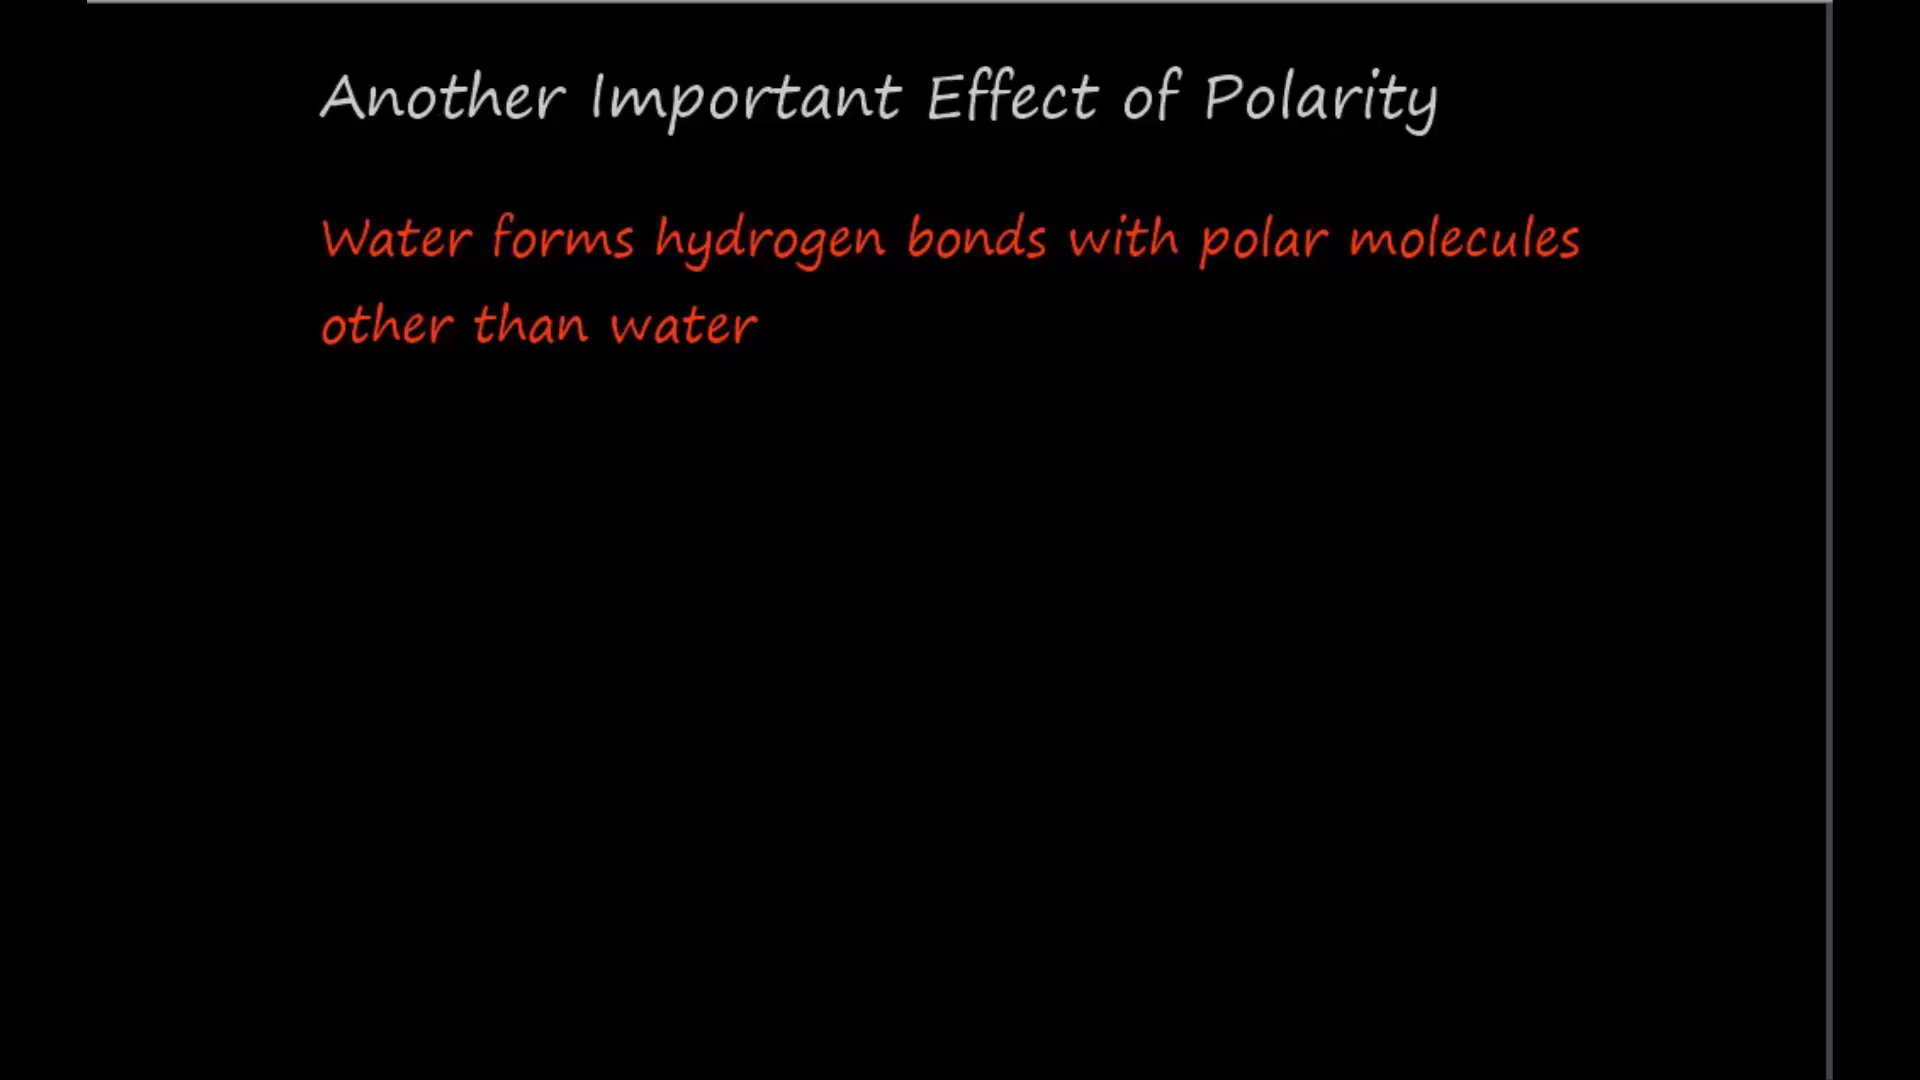 Another Important Effect of Polarity
Water forms hydrogen bonds with polar molecules
other than water